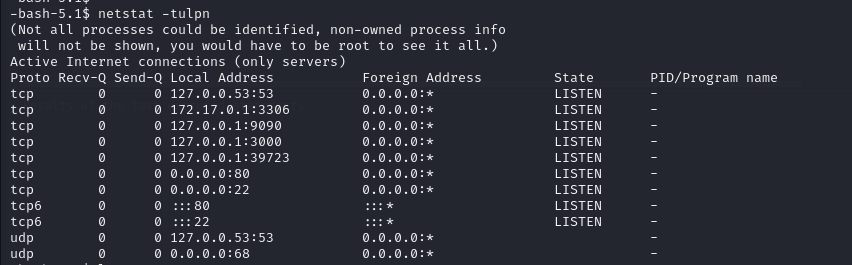 -bash-5.1$ netstat -tulpn
(Not all processes could be identified, non-owned process info
 will not be shown, you would have to be root to see it all.)
Active Internet connections (only servers)
Proto Recv-Q Send-Q Local Address           Foreign Address         State       PID/Program name
tcp        0      0 127.0.0.53:53           0.0.0.0:*               LISTEN      -
tcp        0      0 172.17.0.1:3306         0.0.0.0:*               LISTEN      -
tcp        0      0 127.0.0.1:9090          0.0.0.0:*               LISTEN      -
tcp        0      0 127.0.0.1:3000          0.0.0.0:*               LISTEN      -
tcp        0      0 127.0.0.1:39723         0.0.0.0:*               LISTEN      -
tcp        0      0 0.0.0.0:80              0.0.0.0:*               LISTEN      -
tcp        0      0 0.0.0.0:22              0.0.0.0:*               LISTEN      -
tcp6       0      0 :::80                   :::*                    LISTEN      -
tcp6       0      0 :::22                   :::*                    LISTEN      -
udp        0      0 127.0.0.53:53           0.0.0.0:*                           -
udp        0      0 0.0.0.0:68              0.0.0.0:*                           -